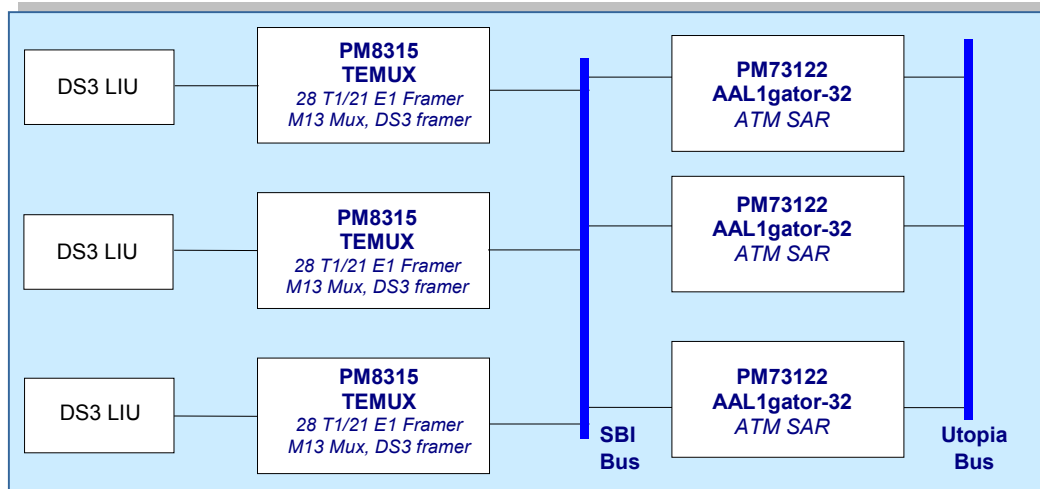 DS3 LIU
PM8315
TEMUX
28 T1/21 E1 Framer
M13 Mux, DS3 framer
PM73122
AAL1gator-32
ATM SAR
DS3 LIU
PM8315
TEMUX
28 T1/21 E1 Framer
M13 Mux, DS3 framer
PM73122
AAL1gator-32
ATM SAR
DS3 LIU
PM8315
TEMUX
28 T1/21 E1 Framer
M13 Mux, DS3 framer
PM73122
AAL1gator-32
ATM SAR
SBI
Bus
Utopia
Bus